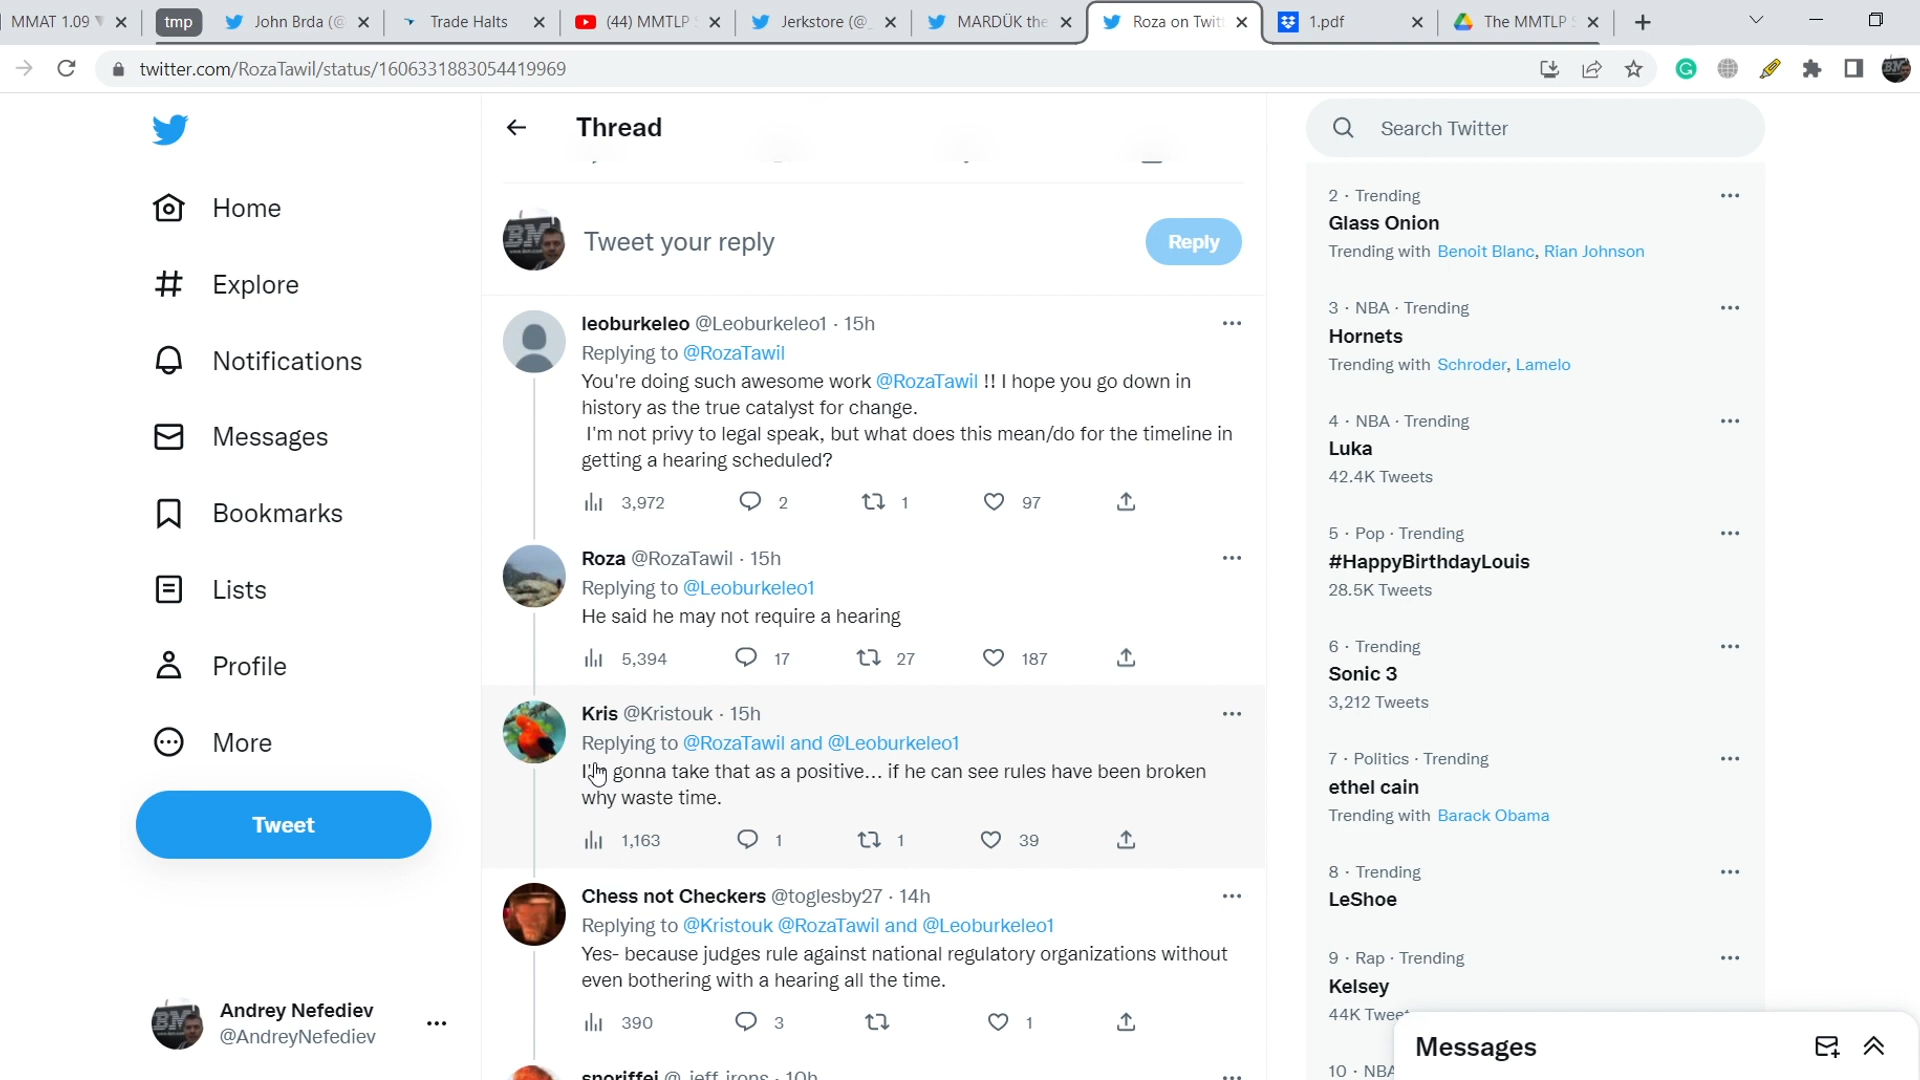 MMAT 1.09
tmp
John Brda (@
Trade Halts
(44) MMTLP
Jerkstore (@_
MARDÜK the
Roza on Twit
1.pdf
The MMTLP
twitter.com/RozaTawil/status/1606331883054419969
Thread
Search Twitter
Home
Explore
Notifications
Messages
Bookmarks
Lists
Profile
More
Tweet
Andrey Nefediev
@AndreyNefediev
Tweet your reply
Reply
leoburkeleo @Leoburkeleo1 · 15h
Replying to @RozaTawil
You're doing such awesome work @RozaTawil !! I hope you go down in
history as the true catalyst for change.
I'm not privy to legal speak, but what does this mean/do for the timeline in
getting a hearing scheduled?
3,972 2 1 97
Roza @RozaTawil · 15h
Replying to @Leoburkeleo1
He said he may not require a hearing
5,394 17 27 187
Kris @Kristouk · 15h
Replying to @RozaTawil and @Leoburkeleo1
I'm gonna take that as a positive... if he can see rules have been broken
why waste time.
1,163 1 1 39
Chess not Checkers @toglesby27 · 14h
Replying to @Kristouk @RozaTawil and @Leoburkeleo1
Yes- because judges rule against national regulatory organizations without
even bothering with a hearing all the time.
390 3 1
snoriffei @_jeff_irons · 10h
2 · Trending
Glass Onion
Trending with Benoit Blanc, Rian Johnson
3 · NBA · Trending
Hornets
Trending with Schroder, Lamelo
4 · NBA · Trending
Luka
42.4K Tweets
5 · Pop · Trending
#HappyBirthdayLouis
28.5K Tweets
6 · Trending
Sonic 3
3,212 Tweets
7 · Politics · Trending
ethel cain
Trending with Barack Obama
8 · Trending
LeShoe
9 · Rap · Trending
Kelsey
44K Tweet
10 · NBA
Messages